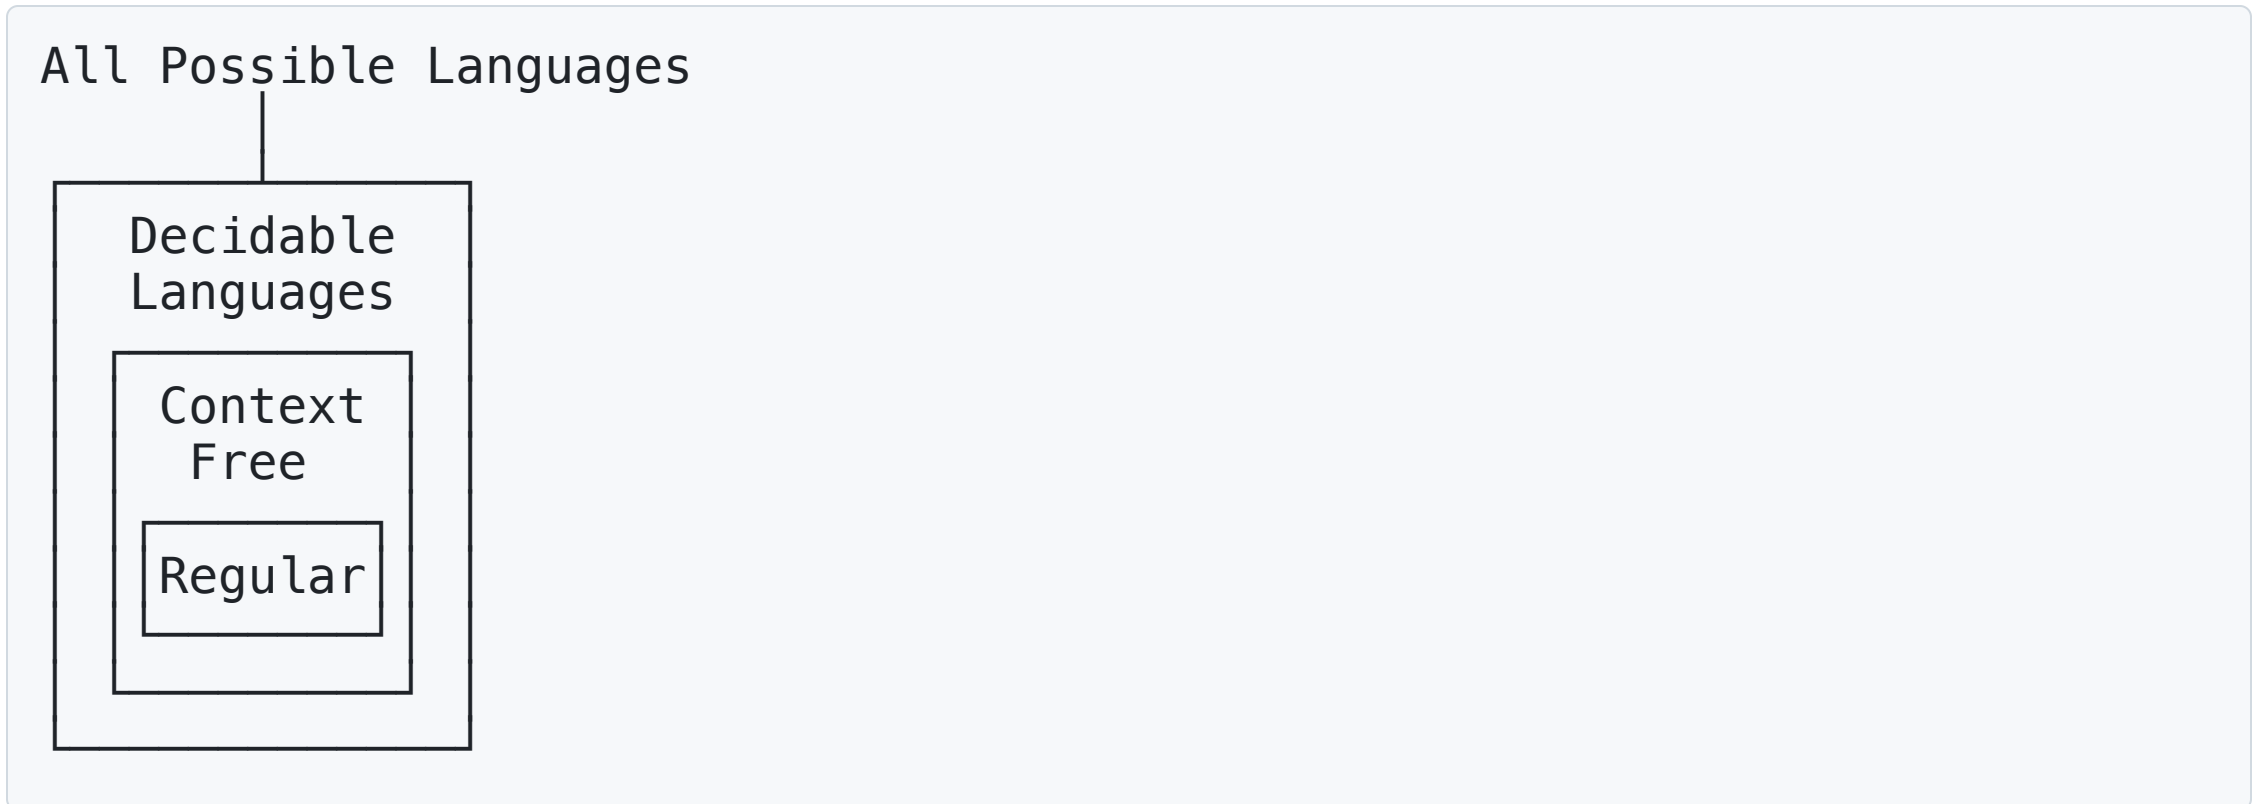 All Possible Languages
Decidable
Languages
Context
Free
Regular